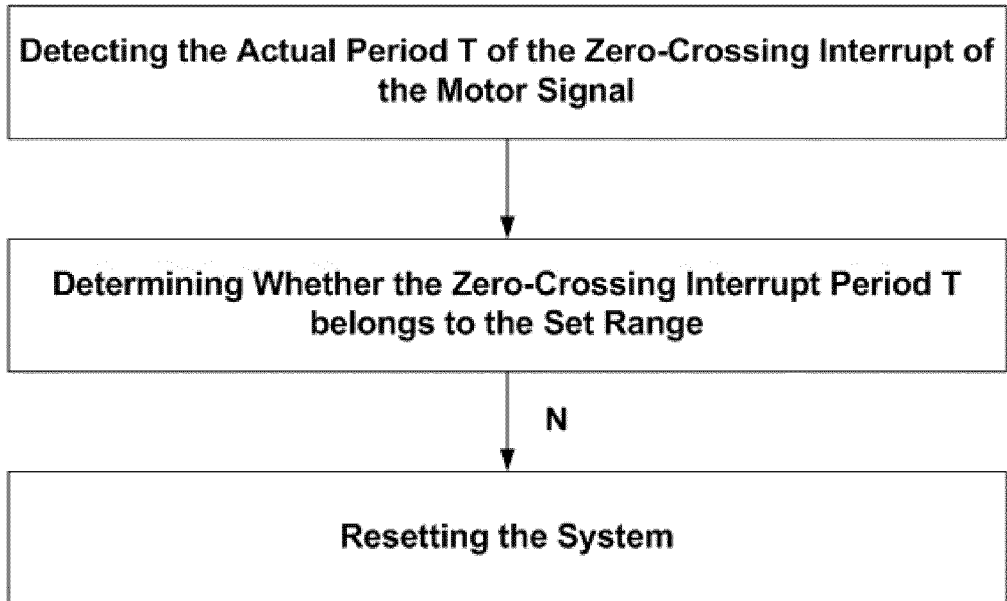 Detecting the Actual Period T of the Zero-Crossing Interrupt of
the Motor Signal
Determining Whether the Zero-Crossing Interrupt Period T
belongs to the Set Range
N
Resetting the System